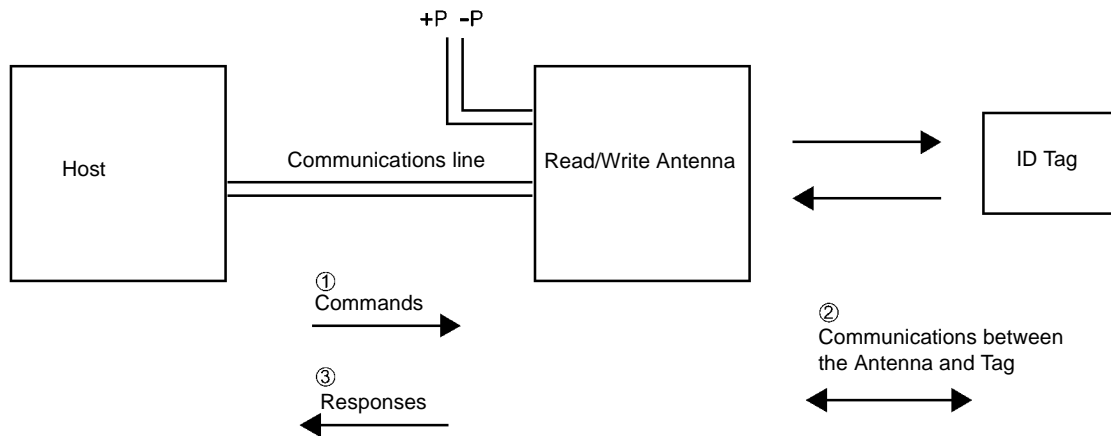 +P -P
Host
Communications line
Read/Write Antenna
ID Tag
①
Commands
②
Communications between
the Antenna and Tag
③
Responses